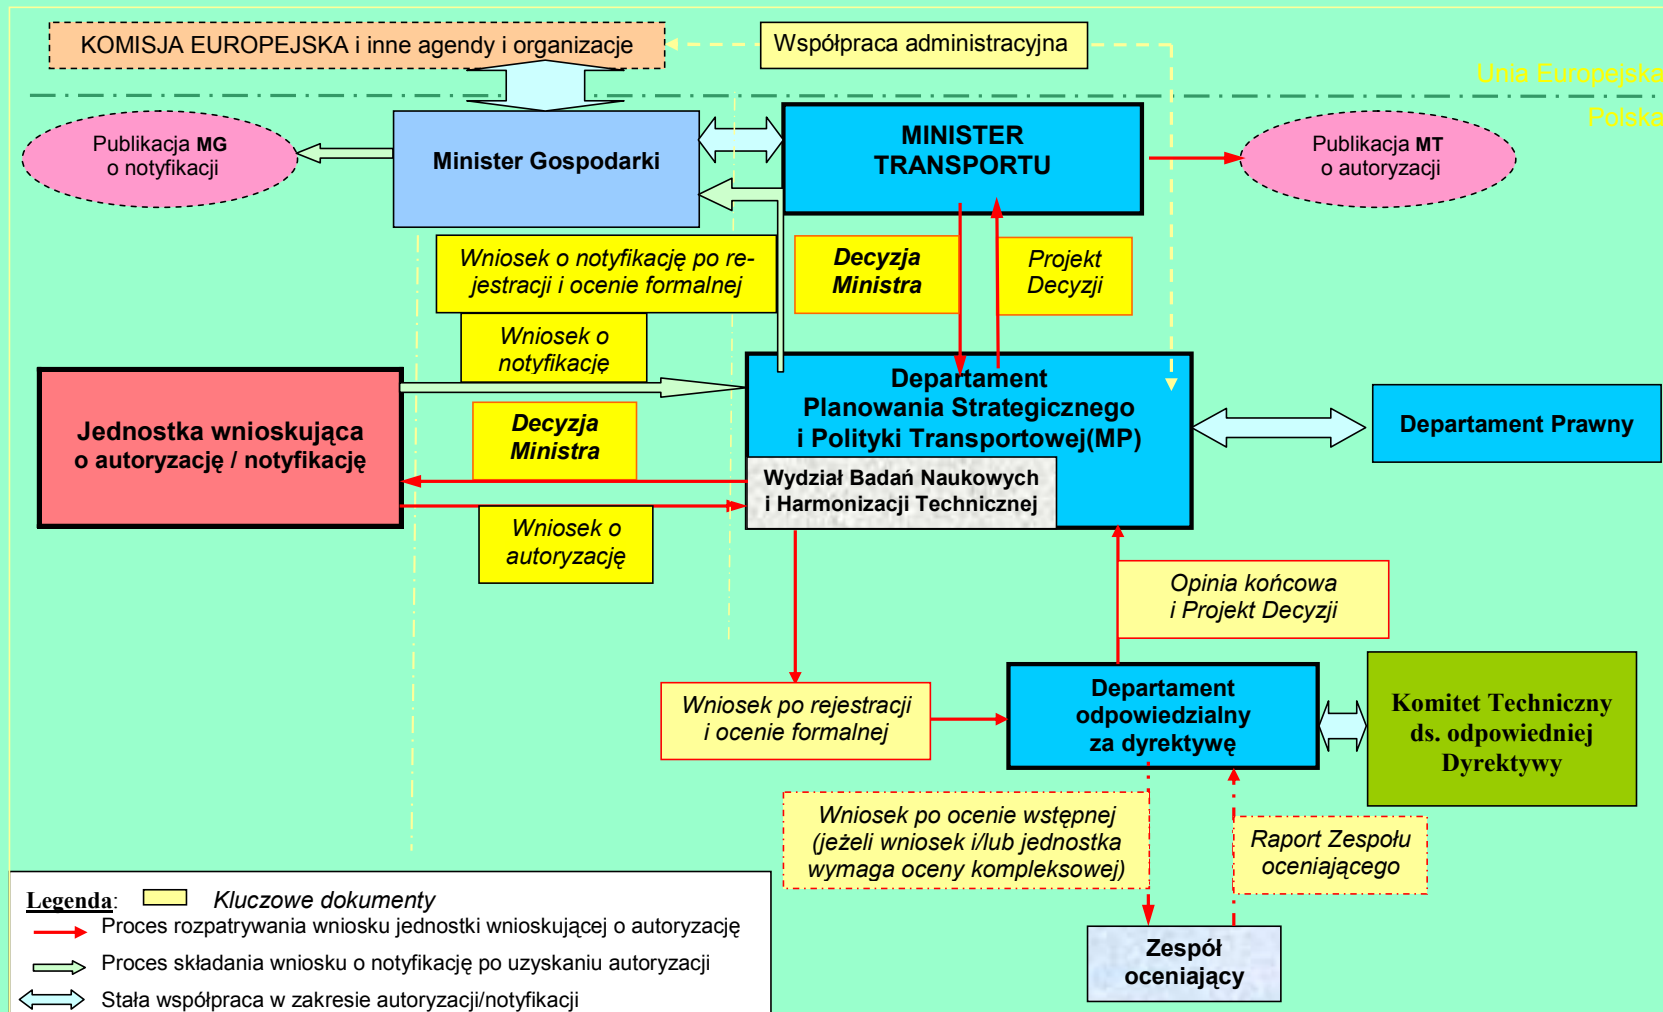 KOMISJA EUROPEJSKA i inne agendy i organizacje
Współpraca administracyjna
Unia Europejska
Polska
Publikacja MG
o notyfikacji
Minister Gospodarki
MINISTER
TRANSPORTU
Publikacja MT
o autoryzacji
Wniosek o notyfikację po re-
jestracji i ocenie formalnej
Decyzja
Ministra
Projekt
Decyzji
Wniosek o
notyfikację
Jednostka wnioskująca
o autoryzację / notyfikację
Decyzja
Ministra
Departament
Planowania Strategicznego
i Polityki Transportowej(MP)
Departament Prawny
Wydział Badań Naukowych
i Harmonizacji Technicznej
Wniosek o
autoryzację
Opinia końcowa
i Projekt Decyzji
Wniosek po rejestracji
i ocenie formalnej
Departament
odpowiedzialny
za dyrektywę
Komitet Techniczny
ds. odpowiedniej
Dyrektywy
Wniosek po ocenie wstępnej
(jeżeli wniosek i/lub jednostka
wymaga oceny kompleksowej)
Raport Zespołu
oceniającego
Zespół
oceniający
Legenda:
Kluczowe dokumenty
Proces rozpatrywania wniosku jednostki wnioskującej o autoryzację
Proces składania wniosku o notyfikację po uzyskaniu autoryzacji
Stała współpraca w zakresie autoryzacji/notyfikacji